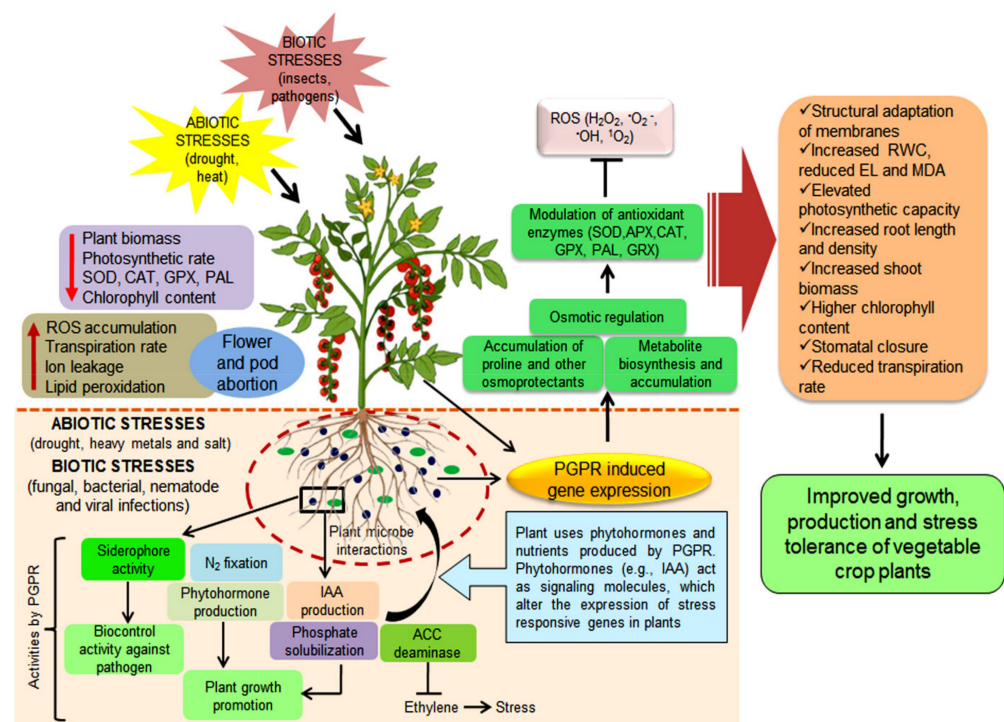 BIOTIC
STRESSES
(insects,
pathogens)
ABIOTIC
STRESSES
(drought,
heat)
Plant biomass
Photosynthetic rate
SOD, CAT, GPX, PAL
Chlorophyll content
ROS accumulation
Transpiration rate
Ion leakage
Lipid peroxidation
Flower
and pod
abortion
ROS (H₂O₂, •O₂⁻,
•OH, ¹O₂)
Modulation of antioxidant
enzymes (SOD,APX,CAT,
GPX, PAL, GRX)
Osmotic regulation
Accumulation of
proline and other
osmoprotectants
Metabolite
biosynthesis and
accumulation
✓Structural adaptation
of membranes
✓Increased RWC,
reduced EL and MDA
✓Elevated
photosynthetic capacity
✓Increased root length
and density
✓Increased shoot
biomass
✓Higher chlorophyll
content
✓Stomatal closure
✓Reduced transpiration
rate
Improved growth,
production and stress
tolerance of vegetable
crop plants
ABIOTIC STRESSES
(drought, heavy metals and salt)
BIOTIC STRESSES
(fungal, bacterial, nematode
and viral infections)
PGPR induced
gene expression
Plant microbe
interactions
Plant uses phytohormones and
nutrients produced by PGPR.
Phytohormones (e.g., IAA) act
as signaling molecules, which
alter the expression of stress
responsive genes in plants
Activities by PGPR
Siderophore
activity
N₂ fixation
Phytohormone
production
IAA
production
Biocontrol
activity against
pathogen
Phosphate
solubilization
ACC
deaminase
Plant growth
promotion
Ethylene
Stress